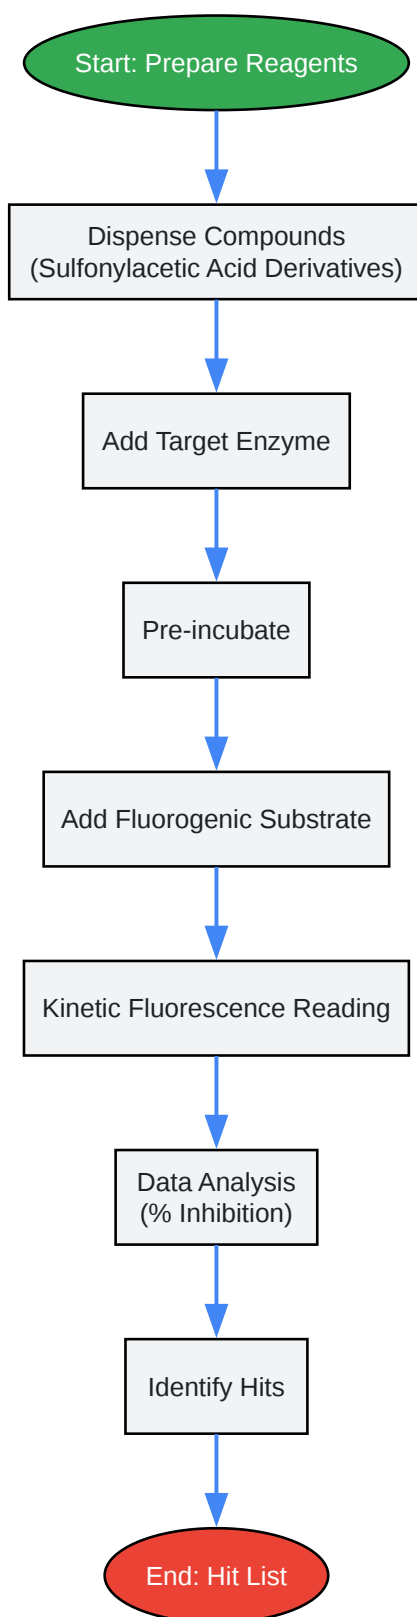 Start: Prepare Reagents
Dispense Compounds
(Sulfonylacetic Acid Derivatives)
Add Target Enzyme
Pre-incubate
Add Fluorogenic Substrate
Kinetic Fluorescence Reading
Data Analysis
(% Inhibition)
Identify Hits
End: Hit List